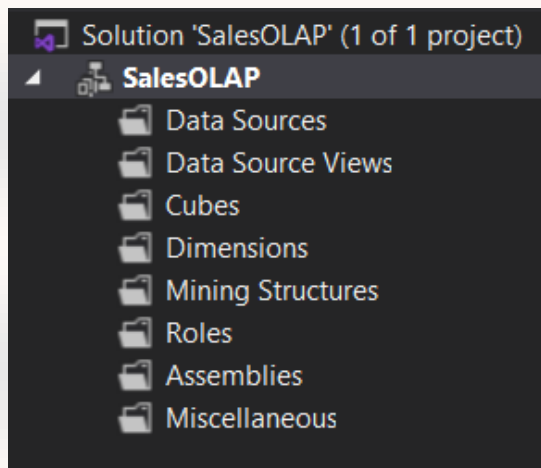 Solution 'SalesOLAP' (1 of 1 project)
SalesOLAP
Data Sources
Data Source Views
Cubes
Dimensions
Mining Structures
Roles
Assemblies
Miscellaneous